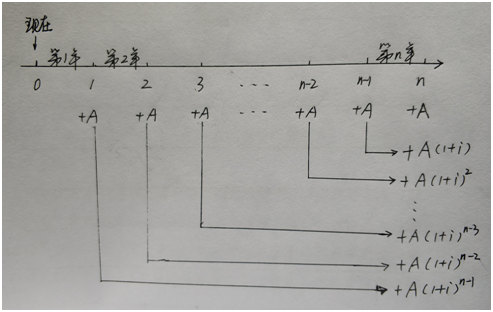 现在
第1年 第2年 第n年
0 1 2 3 ... n-2 n-1 n
+A +A +A ... +A +A +A
+A(1+i)
+A(1+i)²
⋮
+A(1+i)ⁿ⁻³
+A(1+i)ⁿ⁻²
+A(1+i)ⁿ⁻¹